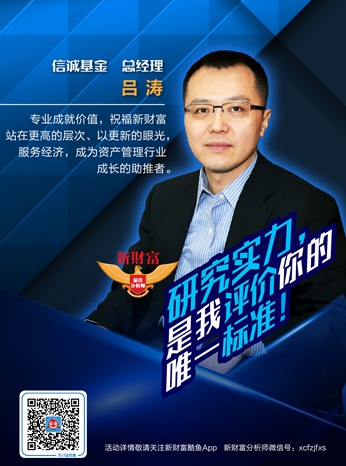 信诚基金 总经理
吕涛
专业成就价值，祝福新财富
站在更高的层次、以更新的眼光，
服务经济，成为资产管理行业
成长的助推者。
新财富
最佳
分析师
研究实力，
是我评价你的
唯一标准！
活动详情敬请关注新财富酷鱼App 新财富分析师微信号：xcfzjfxs